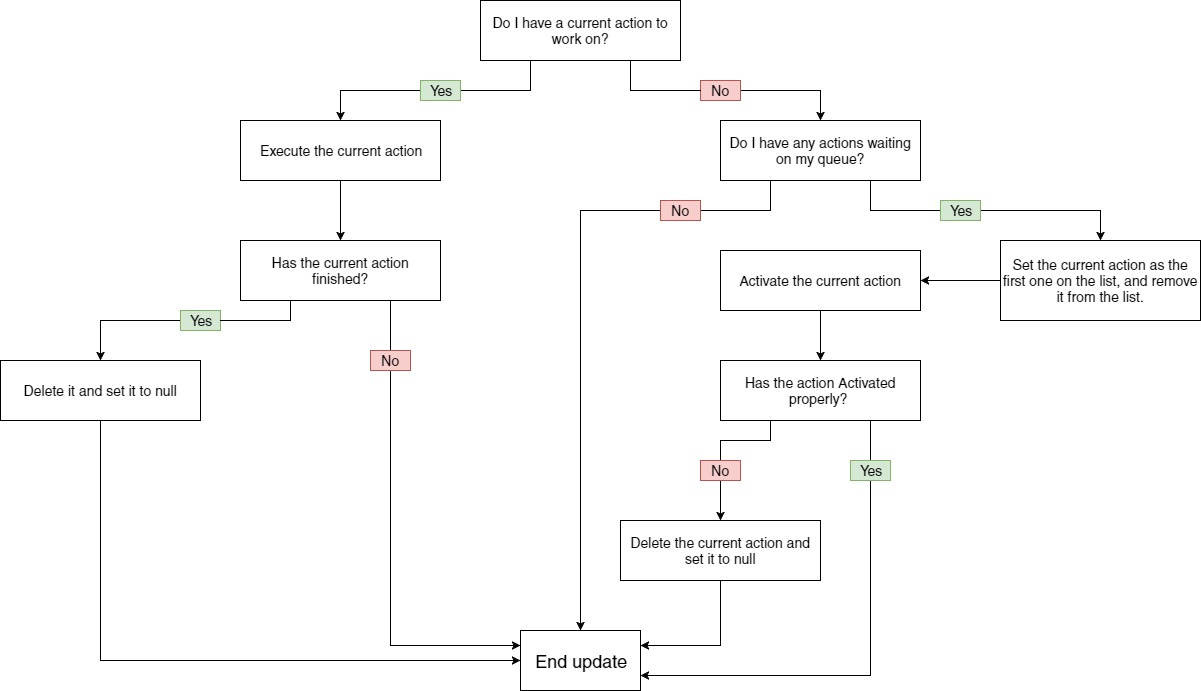 Do I have a current action to
work on?
Yes
No
Execute the current action
Do I have any actions waiting
on my queue?
No
Yes
Has the current action
finished?
Activate the current action
Set the current action as the
first one on the list, and remove
it from the list.
Yes
No
Delete it and set it to null
Has the action Activated
properly?
No
Yes
Delete the current action and
set it to null
End update